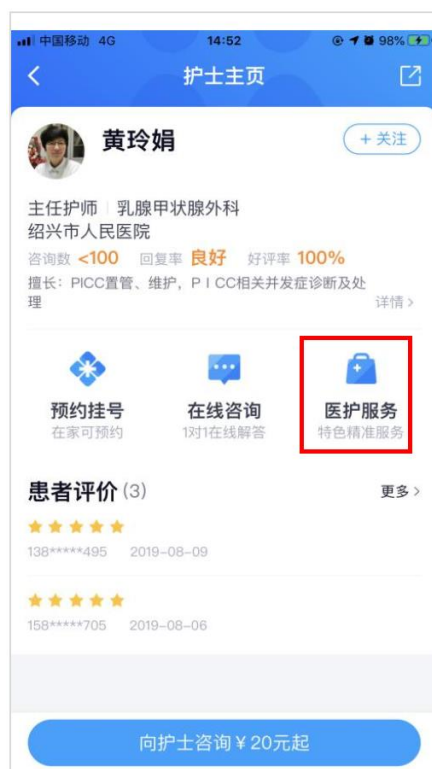 中国移动 4G 14:52 98%
护士主页
黄玲娟 + 关注
主任护师 乳腺甲状腺外科
绍兴市人民医院
咨询数 <100 回复率 良好 好评率 100%
擅长：PICC置管、维护，PICC相关并发症诊断及处
理 详情 >
预约挂号 在线咨询 医护服务
在家可预约 1对1在线解答 特色精准服务
患者评价 (3) 更多 >
138*****495 2019-08-09
158*****705 2019-08-06
向护士咨询 ¥ 20元起